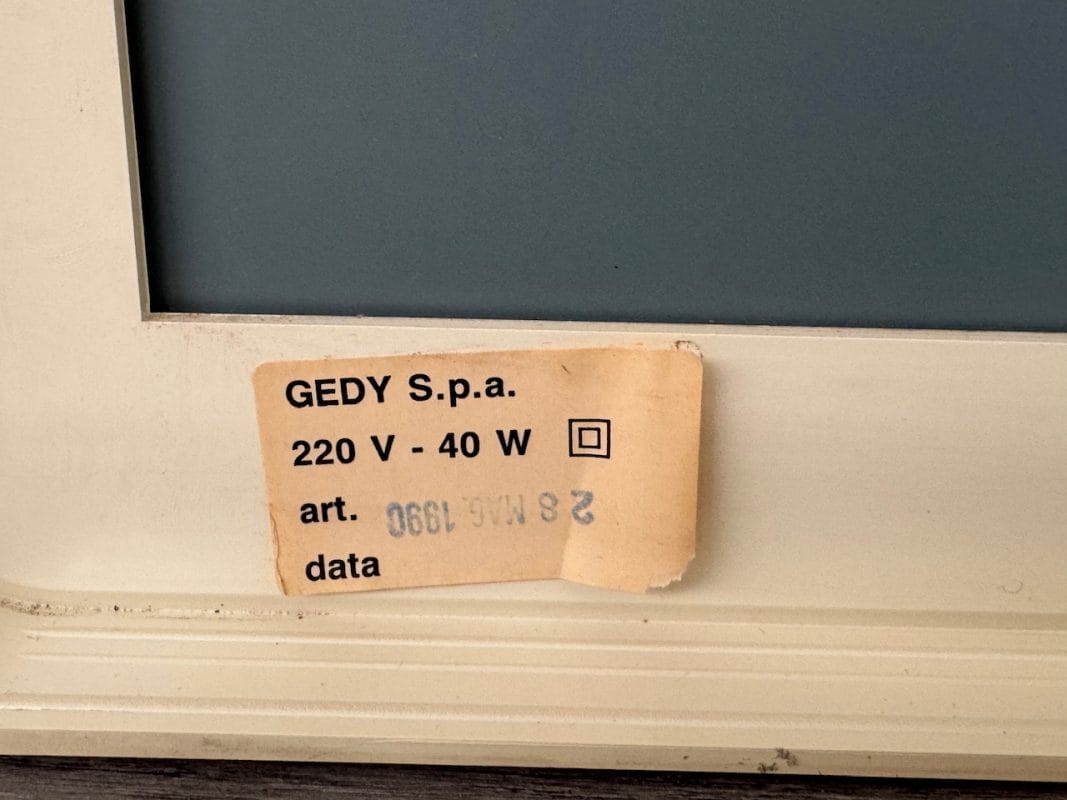 GEDY S.p.a.
220 V - 40 W
art. 28 MAG. 1990
data